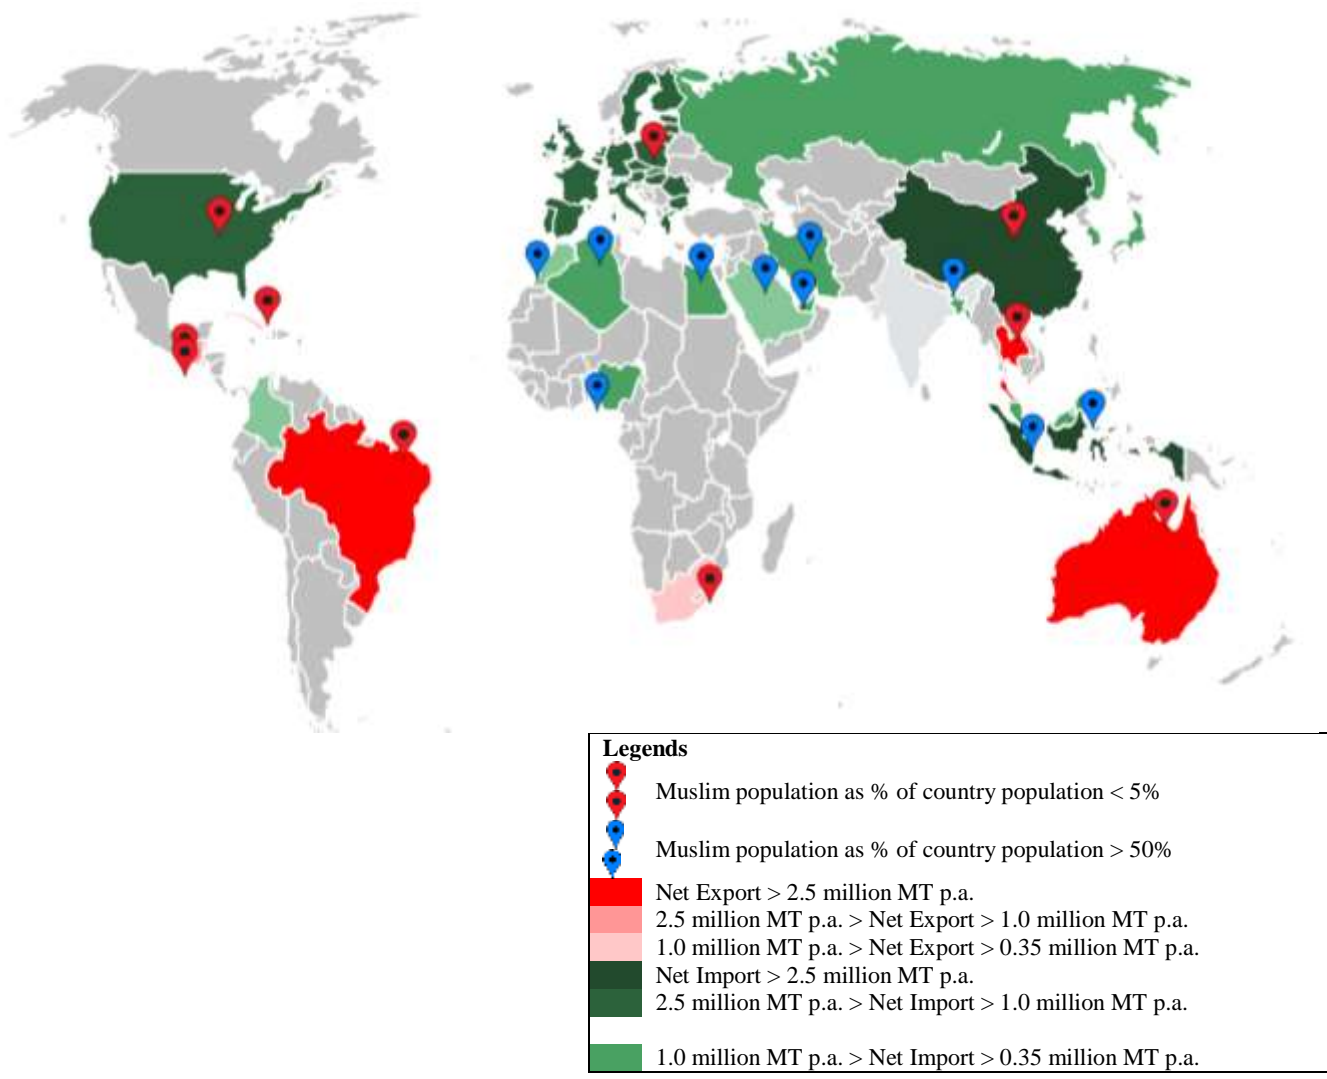 Legends
Muslim population as % of country population < 5%
Muslim population as % of country population > 50%
Net Export > 2.5 million MT p.a.
2.5 million MT p.a. > Net Export > 1.0 million MT p.a.
1.0 million MT p.a. > Net Export > 0.35 million MT p.a.
Net Import > 2.5 million MT p.a.
2.5 million MT p.a. > Net Import > 1.0 million MT p.a.
1.0 million MT p.a. > Net Import > 0.35 million MT p.a.